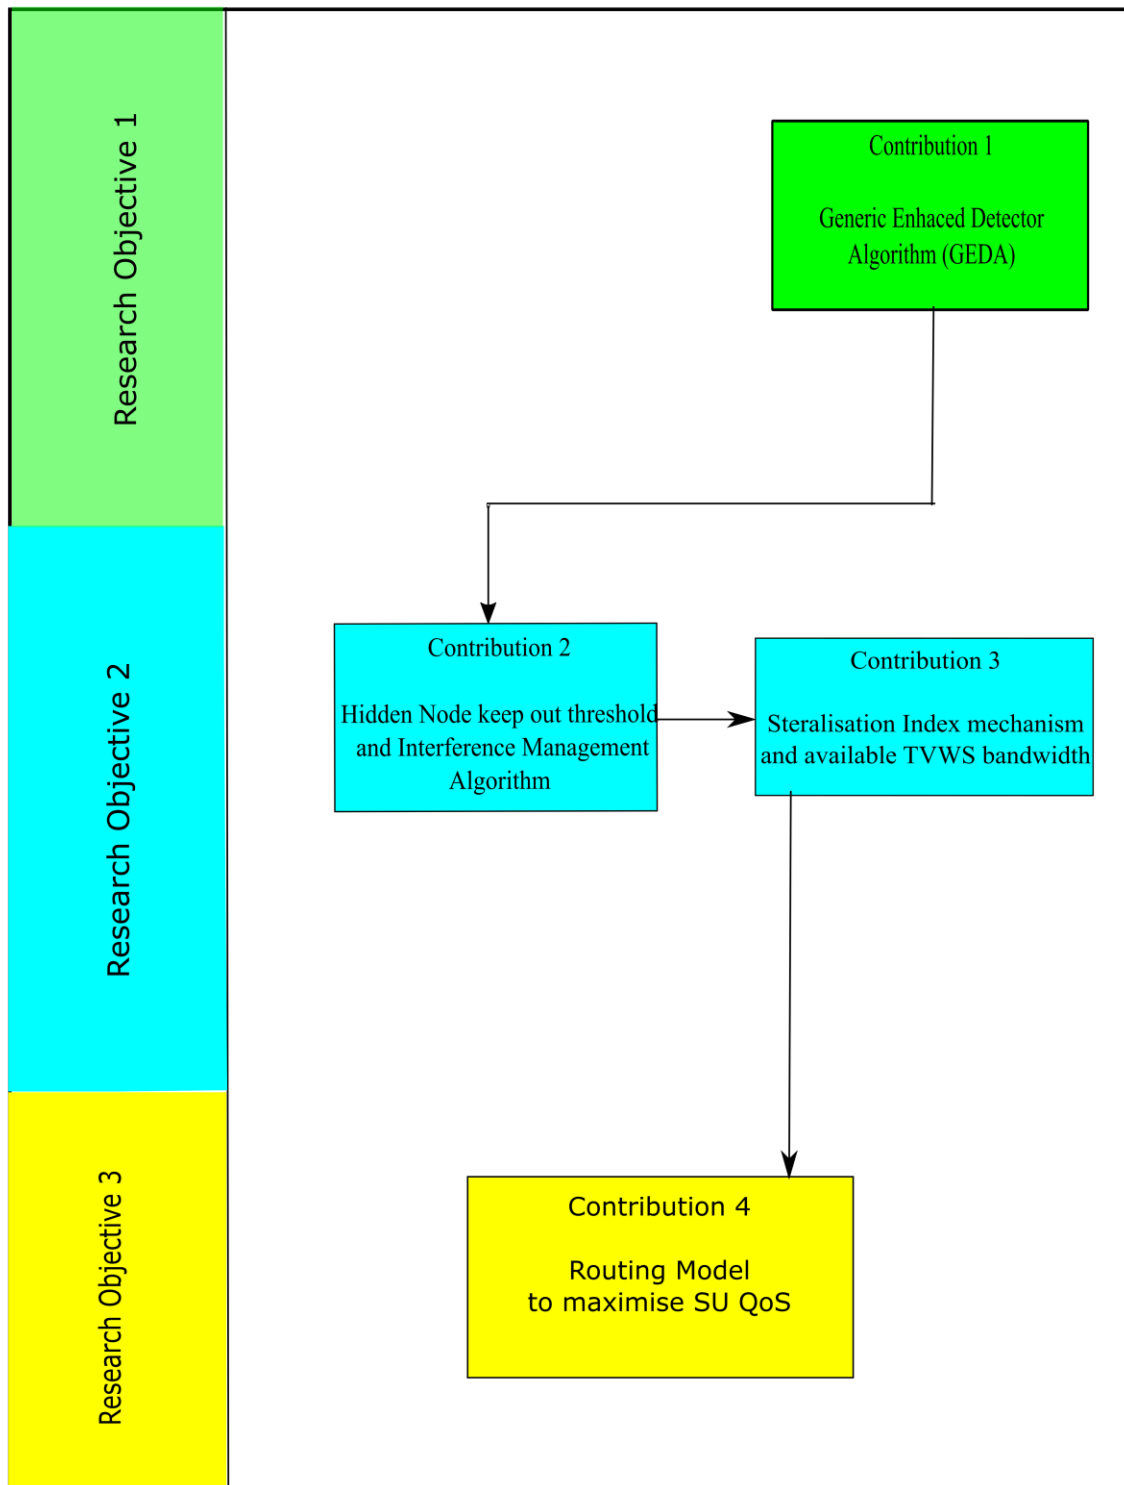 Research Objective 1
Contribution 1
Generic Enhaced Detector
Algorithm (GEDA)
Research Objective 2
Contribution 2
Hidden Node keep out threshold
and Interference Management
Algorithm
Contribution 3
Steralisation Index mechanism
and available TVWS bandwidth
Research Objective 3
Contribution 4
Routing Model
to maximise SU QoS